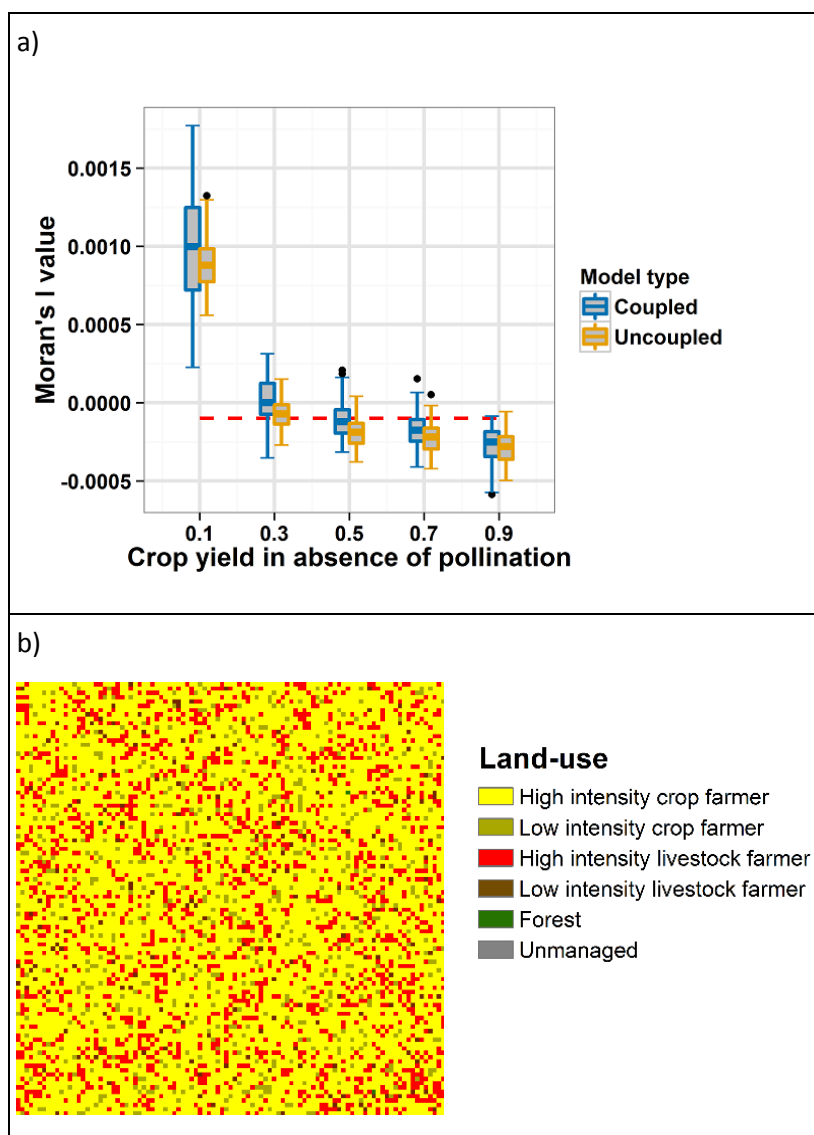 a)
0.0015
0.0010
0.0005
0.0000
-0.0005
Moran's I value
0.1 0.3 0.5 0.7 0.9
Crop yield in absence of pollination
Model type
Coupled
Uncoupled
b)
Land-use
High intensity crop farmer
Low intensity crop farmer
High intensity livestock farmer
Low intensity livestock farmer
Forest
Unmanaged